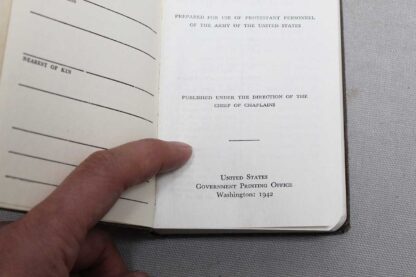 NEAREST OF KIN
PREPARED FOR USE OF PROTESTANT PERSONNEL
OF THE ARMY OF THE UNITED STATES
PUBLISHED UNDER THE DIRECTION OF THE
CHIEF OF CHAPLAINS
UNITED STATES
GOVERNMENT PRINTING OFFICE
Washington: 1942